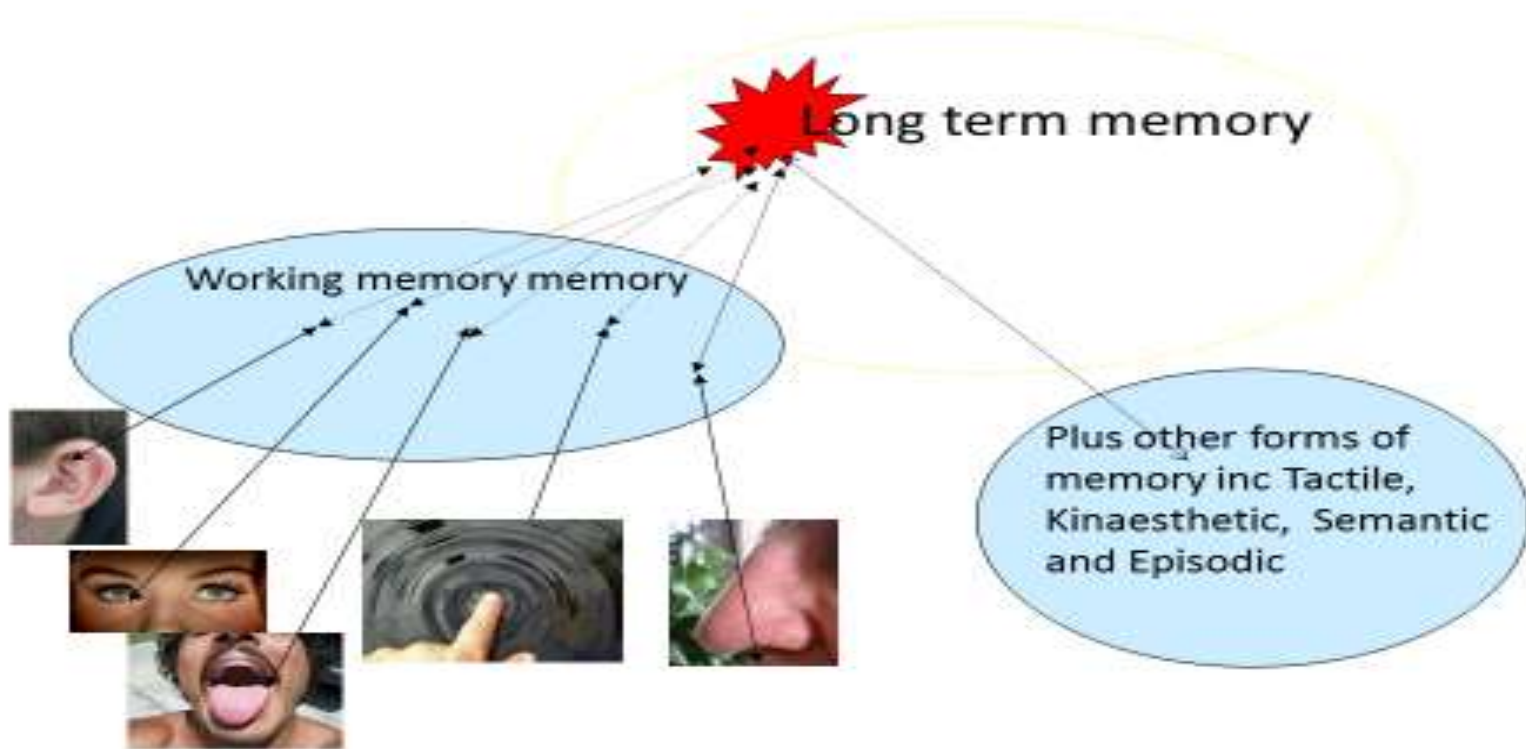 Long term memory
Working memory memory
Plus other forms of
memory inc Tactile,
Kinaesthetic, Semantic
and Episodic